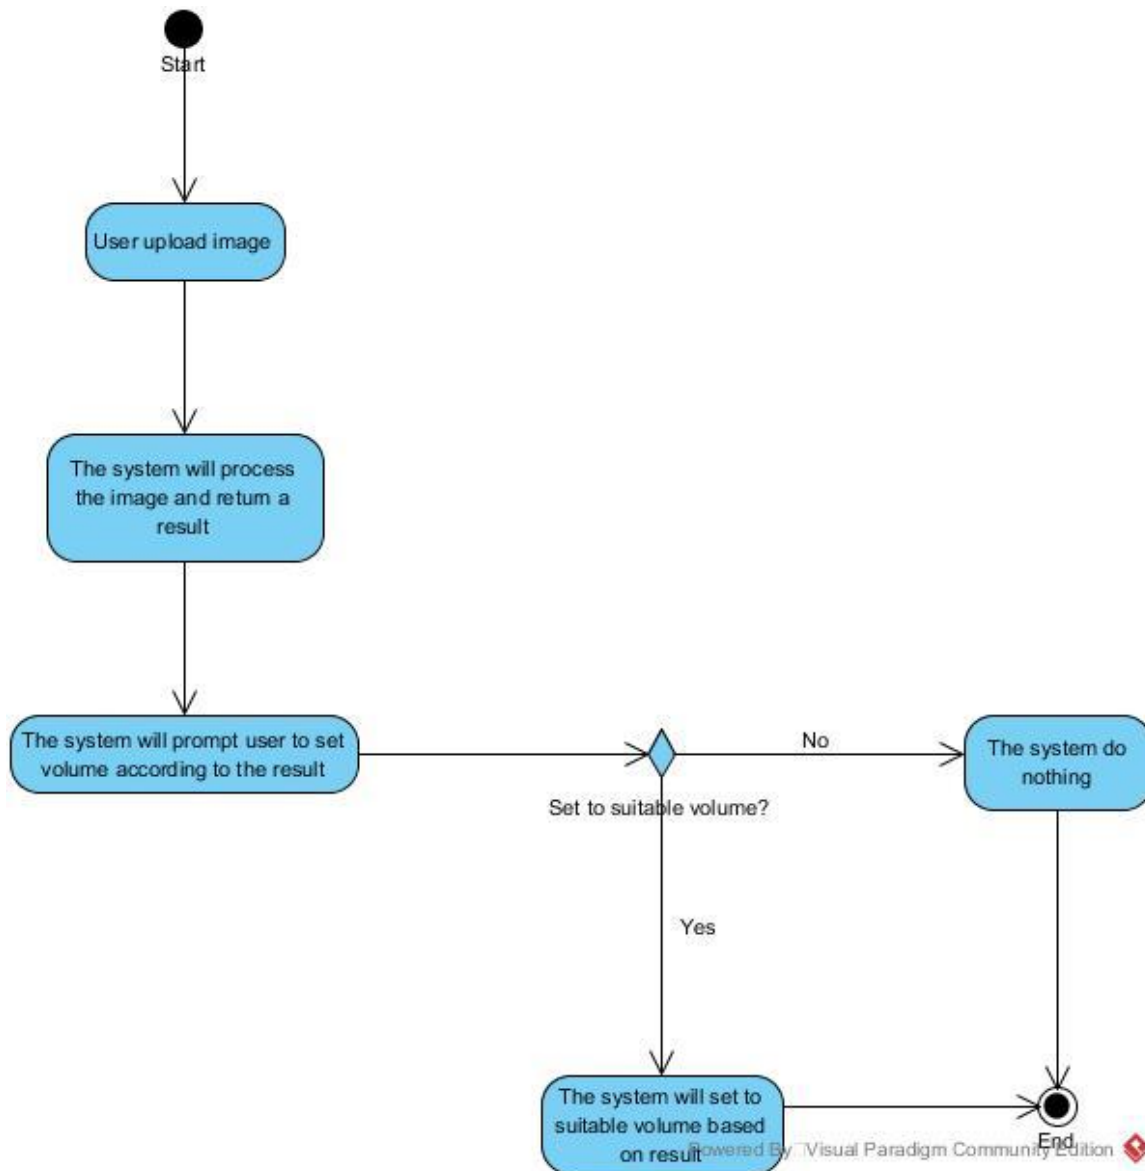 Start
User upload image
The system will process
the image and return a
result
The system will prompt user to set
volume according to the result
No
The system do
nothing
Set to suitable volume?
Yes
The system will set to
suitable volume based
on result
End
Powered By Visual Paradigm Community Edition